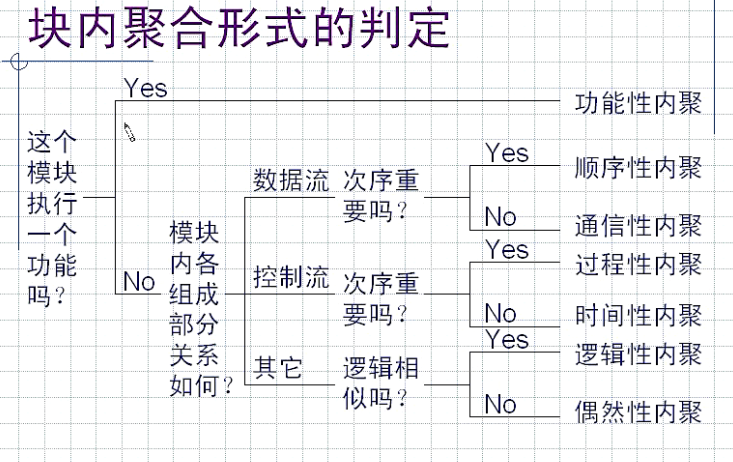 块内聚合形式的判定
Yes
功能性内聚
这个
模块
执行
一个
功能
吗？
No
模块
内各
组成
部分
关系
如何？
数据流
次序重
要吗？
Yes
顺序性内聚
No
通信性内聚
控制流
次序重
要吗？
Yes
过程性内聚
No
时间性内聚
其它
逻辑相
似吗？
Yes
逻辑性内聚
No
偶然性内聚